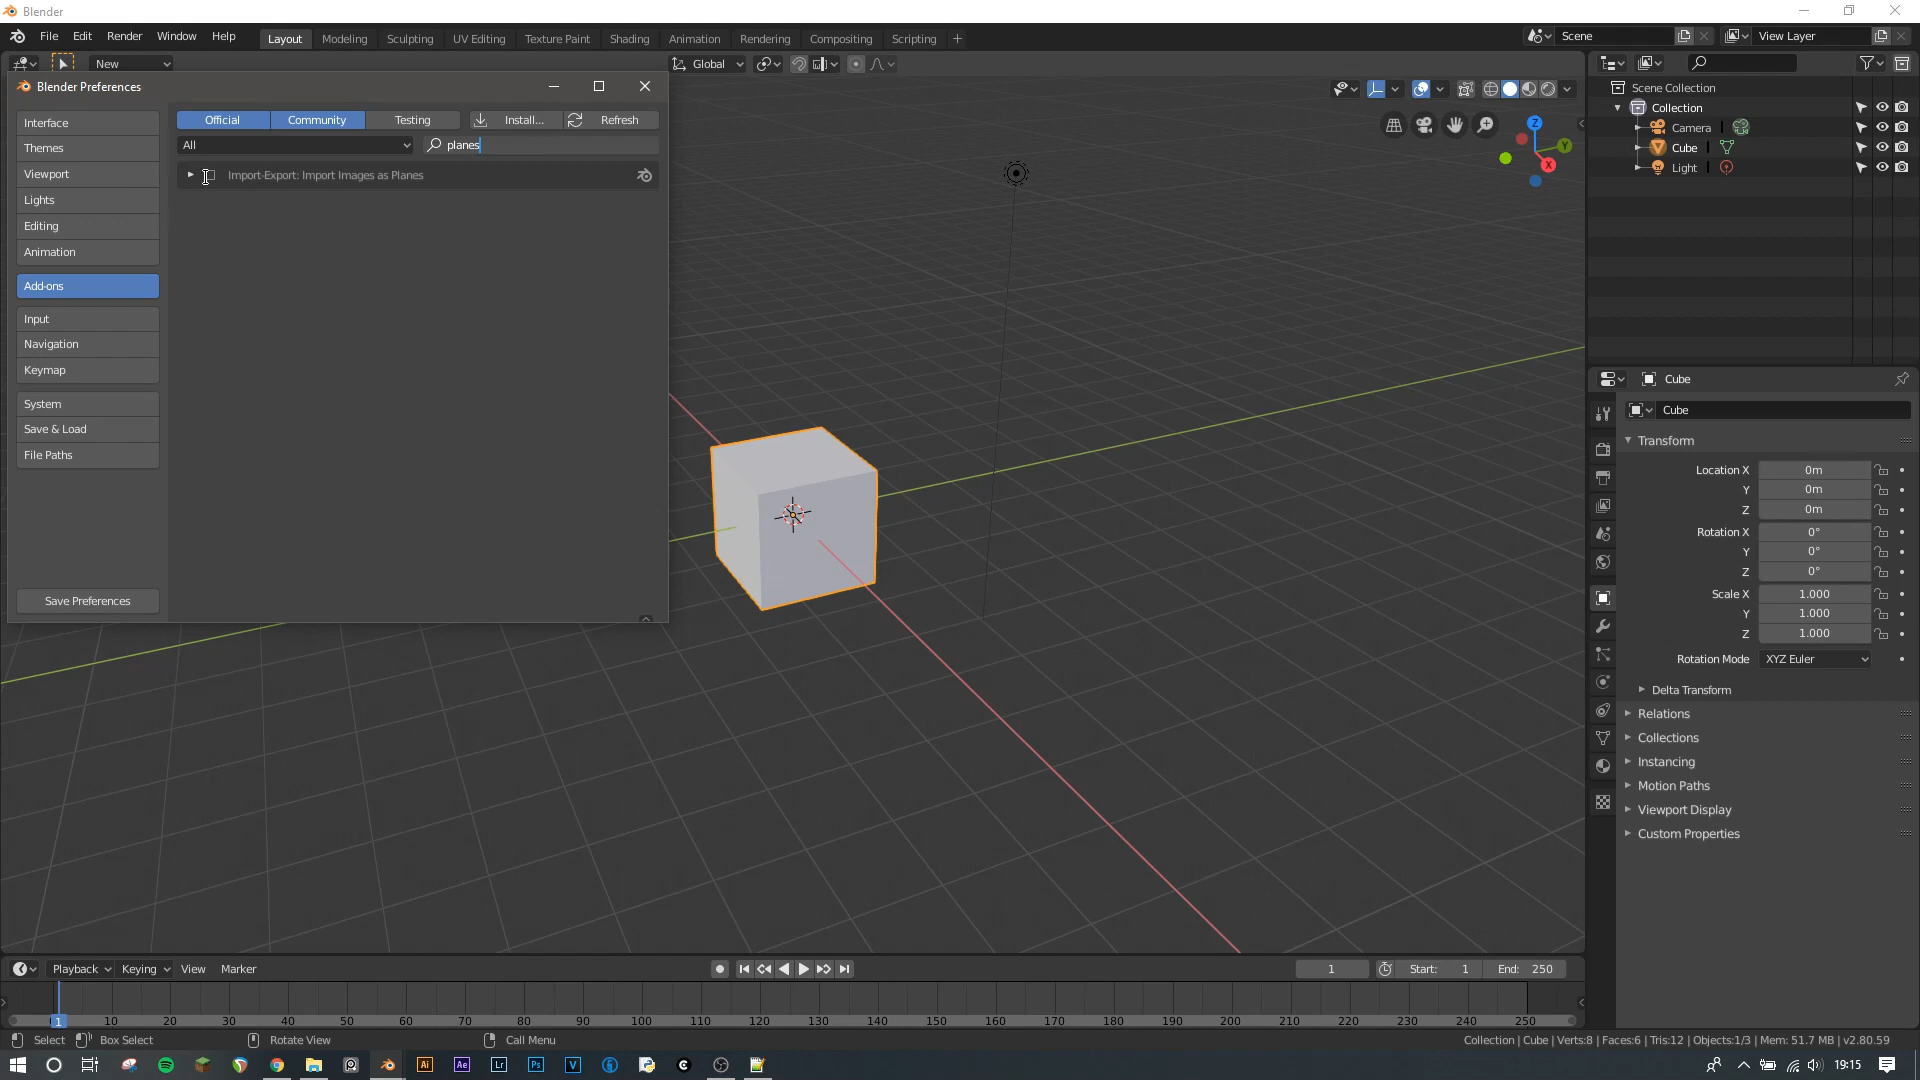 Blender
File Edit Render Window Help Layout Modeling Sculpting UV Editing Texture Paint Shading Animation Rendering Compositing Scripting + Scene View Layer
New Global
Blender Preferences
Interface
Themes
Viewport
Lights
Editing
Animation
Add-ons
Input
Navigation
Keymap
System
Save & Load
File Paths
Save Preferences
Official Community Testing Install... Refresh
All planes
Import-Export: Import Images as Planes
Z
Y
X
Scene Collection
Collection
Camera
Cube
Light
Cube
Cube
Transform
Location X 0m
Y 0m
Z 0m
Rotation X 0°
Y 0°
Z 0°
Scale X 1.000
Y 1.000
Z 1.000
Rotation Mode XYZ Euler
Delta Transform
Relations
Collections
Instancing
Motion Paths
Viewport Display
Custom Properties
Playback Keying View Marker 1 Start: 1 End: 250
1 10 20 30 40 50 60 70 80 90 100 110 120 130 140 150 160 170 180 190 200 210 220 230 240 250
Select Box Select Rotate View Call Menu Collection | Cube | Verts:8 | Faces:6 | Tris:12 | Objects:1/3 | Mem: 51.7 MB | v2.80.59
Ai Ae Lr Ps V 19:15